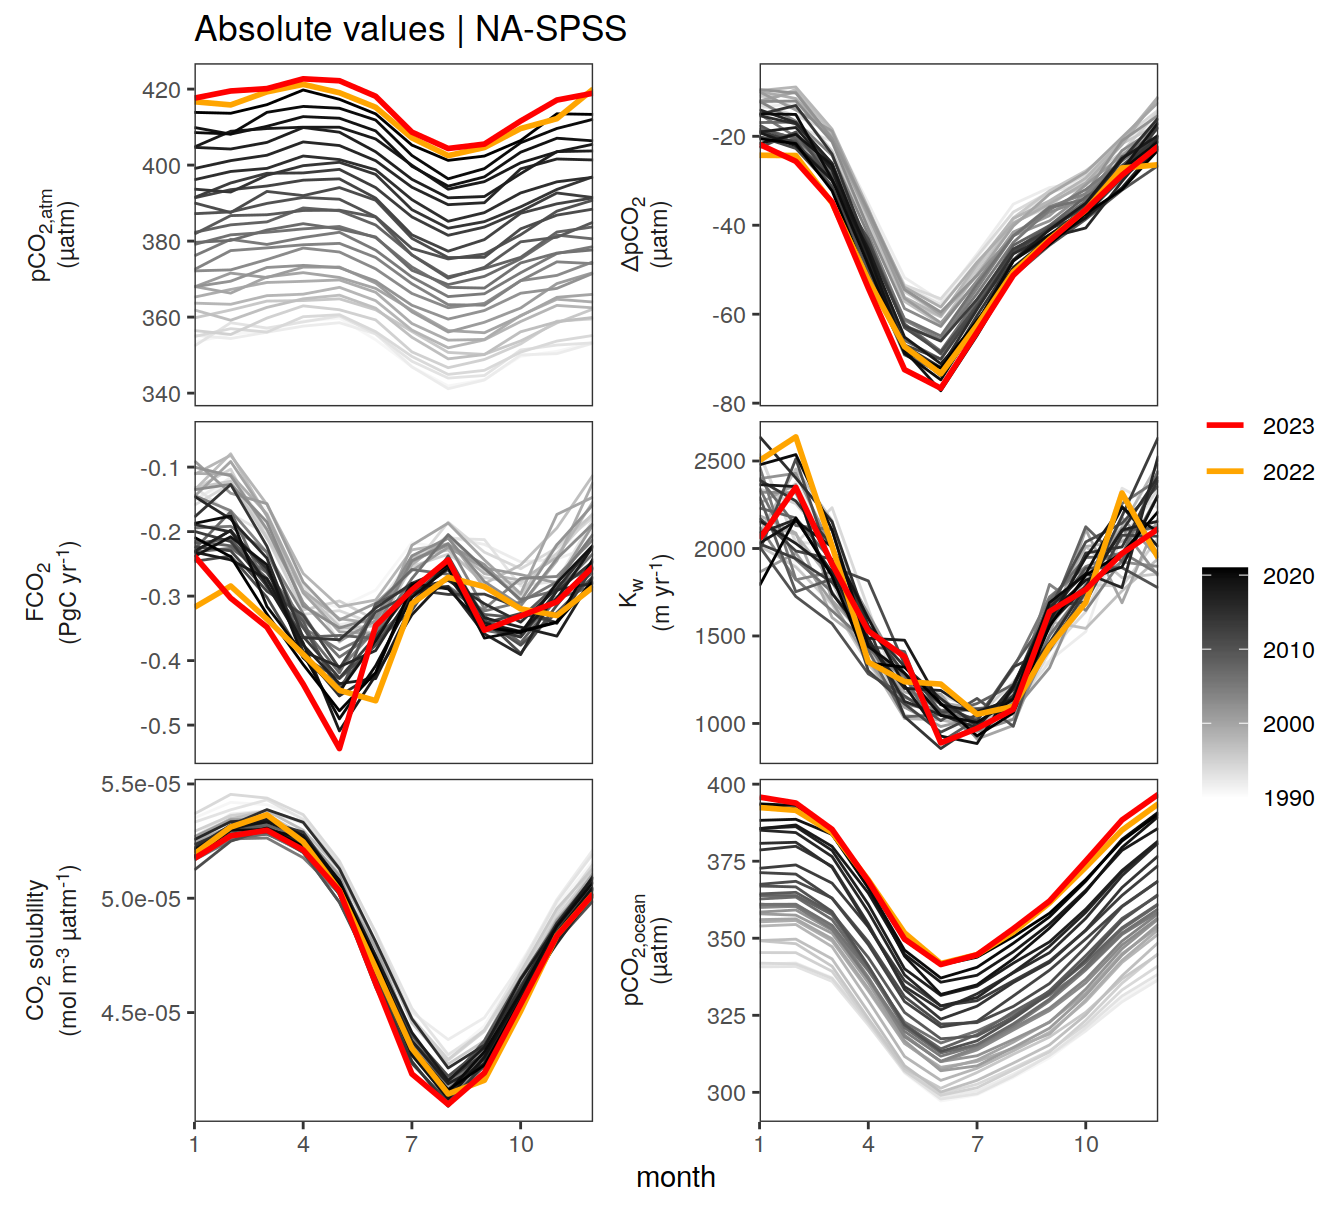 Absolute values | NA-SPSS
pCO2,atm
(µatm)
420
400
380
360
340
ΔpCO2
(µatm)
-20
-40
-60
-80
FCO2
(PgC yr-1)
-0.1
-0.2
-0.3
-0.4
-0.5
Kw
(m yr-1)
2500
2000
1500
1000
CO2 solubility
(mol m-3 µatm-1)
5.5e-05
5.0e-05
4.5e-05
1
4
7
10
pCO2,ocean
(µatm)
400
375
350
325
300
1
4
7
10
month
2023
2022
2020
2010
2000
1990